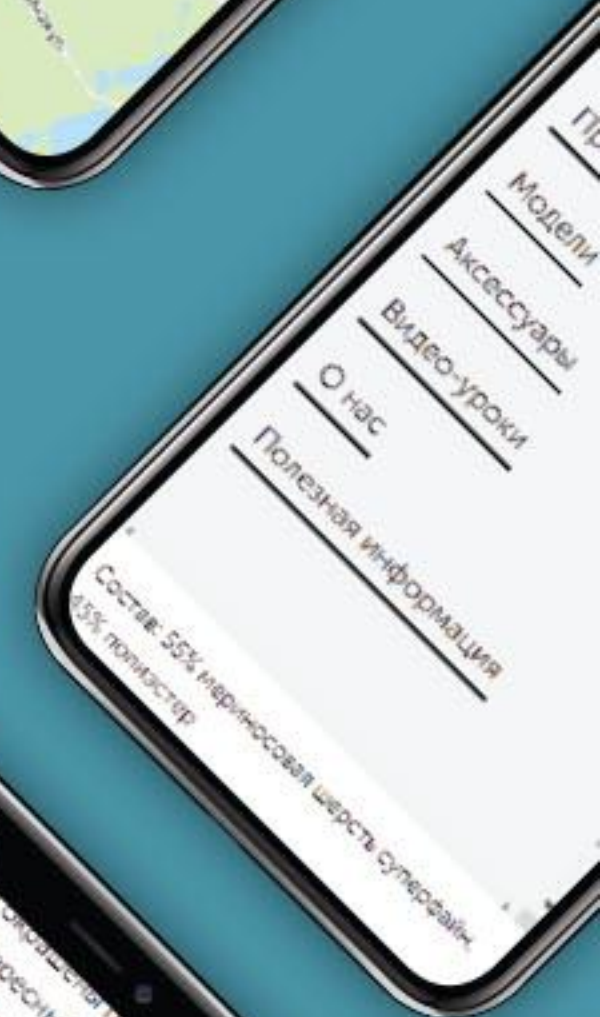 Модели
Аксессуары
Видео-уроки
О нас
Полезная информация
Состав: 55% мериносовая шерсть суперфайн,
45% полиэстер